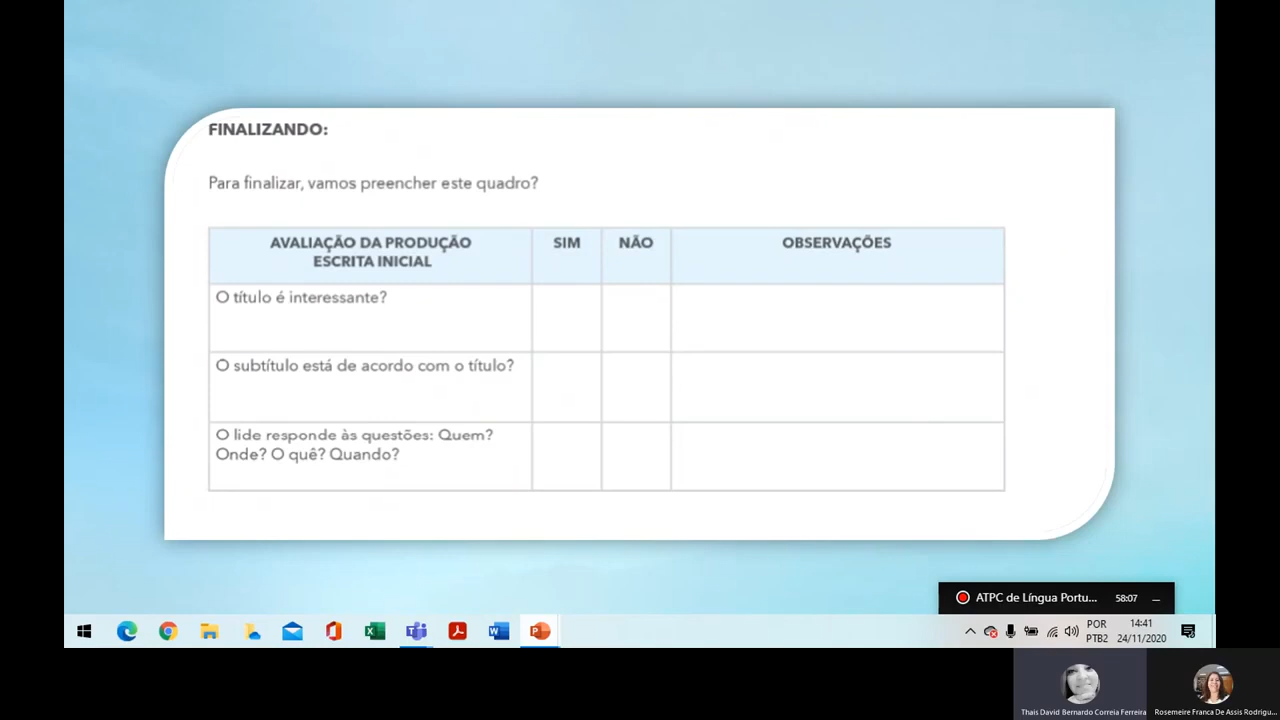 FINALIZANDO:
Para finalizar, vamos preencher este quadro?
AVALIAÇÃO DA PRODUÇÃO
ESCRITA INICIAL
SIM
NÃO
OBSERVAÇÕES
O título é interessante?
O subtítulo está de acordo com o título?
O lide responde às questões: Quem?
Onde? O quê? Quando?
ATPC de Língua Portu...
58:07
POR
PTB2
14:41
24/11/2020
Thais David Bernardo Correia Ferreira
Rosemeire Franca De Assis Rodrigu...